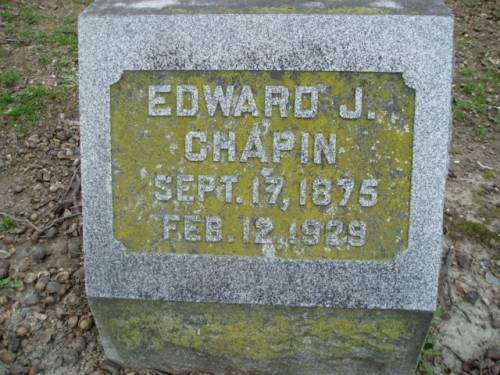 EDWARD J.
CHAPIN
SEPT. 17, 1875
FEB. 12, 1929